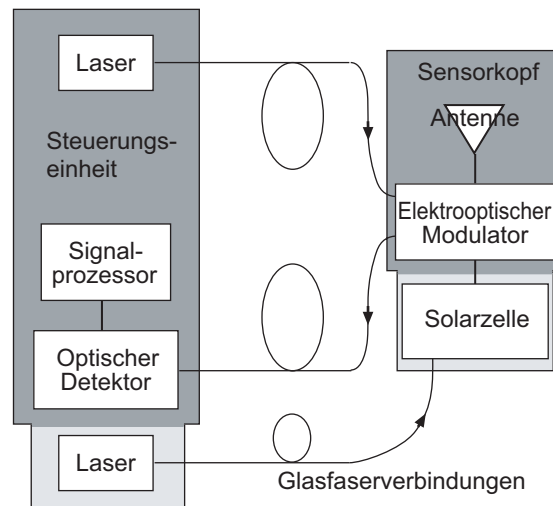 Laser
Steuerungs-
einheit
Signal-
prozessor
Optischer
Detektor
Laser
Sensorkopf
Antenne
Elektrooptischer
Modulator
Solarzelle
Glasfaserverbindungen